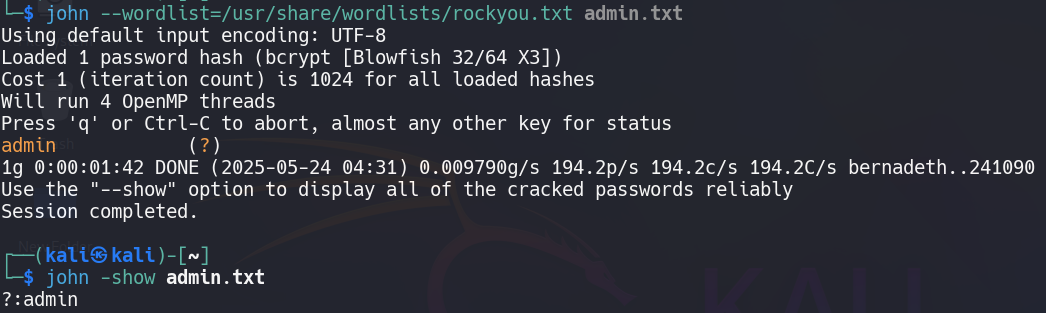 └─$ john --wordlist=/usr/share/wordlists/rockyou.txt admin.txt
Using default input encoding: UTF-8
Loaded 1 password hash (bcrypt [Blowfish 32/64 X3])
Cost 1 (iteration count) is 1024 for all loaded hashes
Will run 4 OpenMP threads
Press 'q' or Ctrl-C to abort, almost any other key for status
admin            (?)
1g 0:00:01:42 DONE (2025-05-24 04:31) 0.009790g/s 194.2p/s 194.2c/s 194.2C/s bernadeth..241090
Use the "--show" option to display all of the cracked passwords reliably
Session completed.
┌──(kali㉿kali)-[~]
└─$ john -show admin.txt
?:admin
KALI